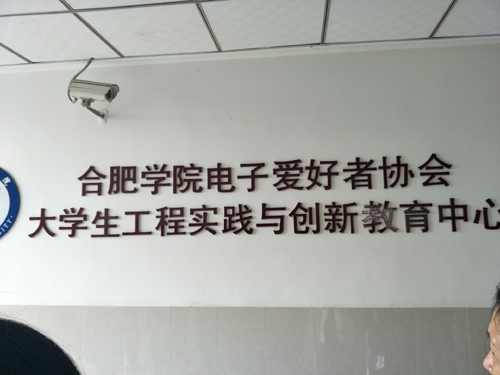 合肥学院电子爱好者协会
大学生工程实践与创新教育中心